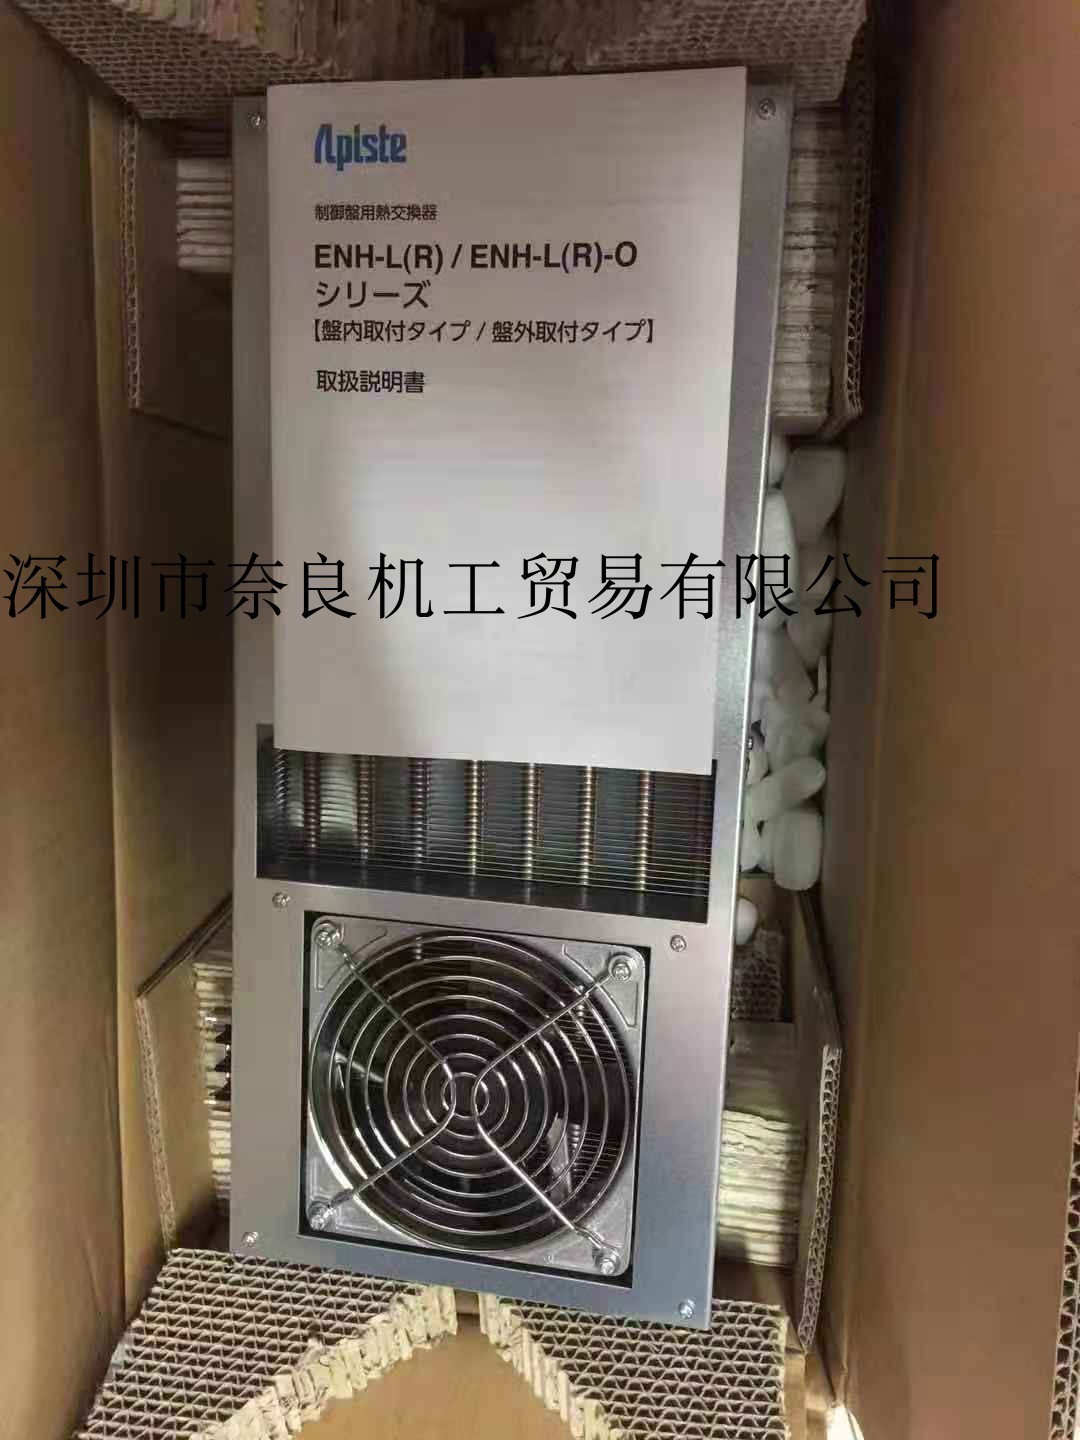 Apiste
制御盤用熱交換器
ENH-L(R) / ENH-L(R)-O
シリーズ
【盤内取付タイプ / 盤外取付タイプ】
取扱説明書
深圳市奈良机工贸易有限公司